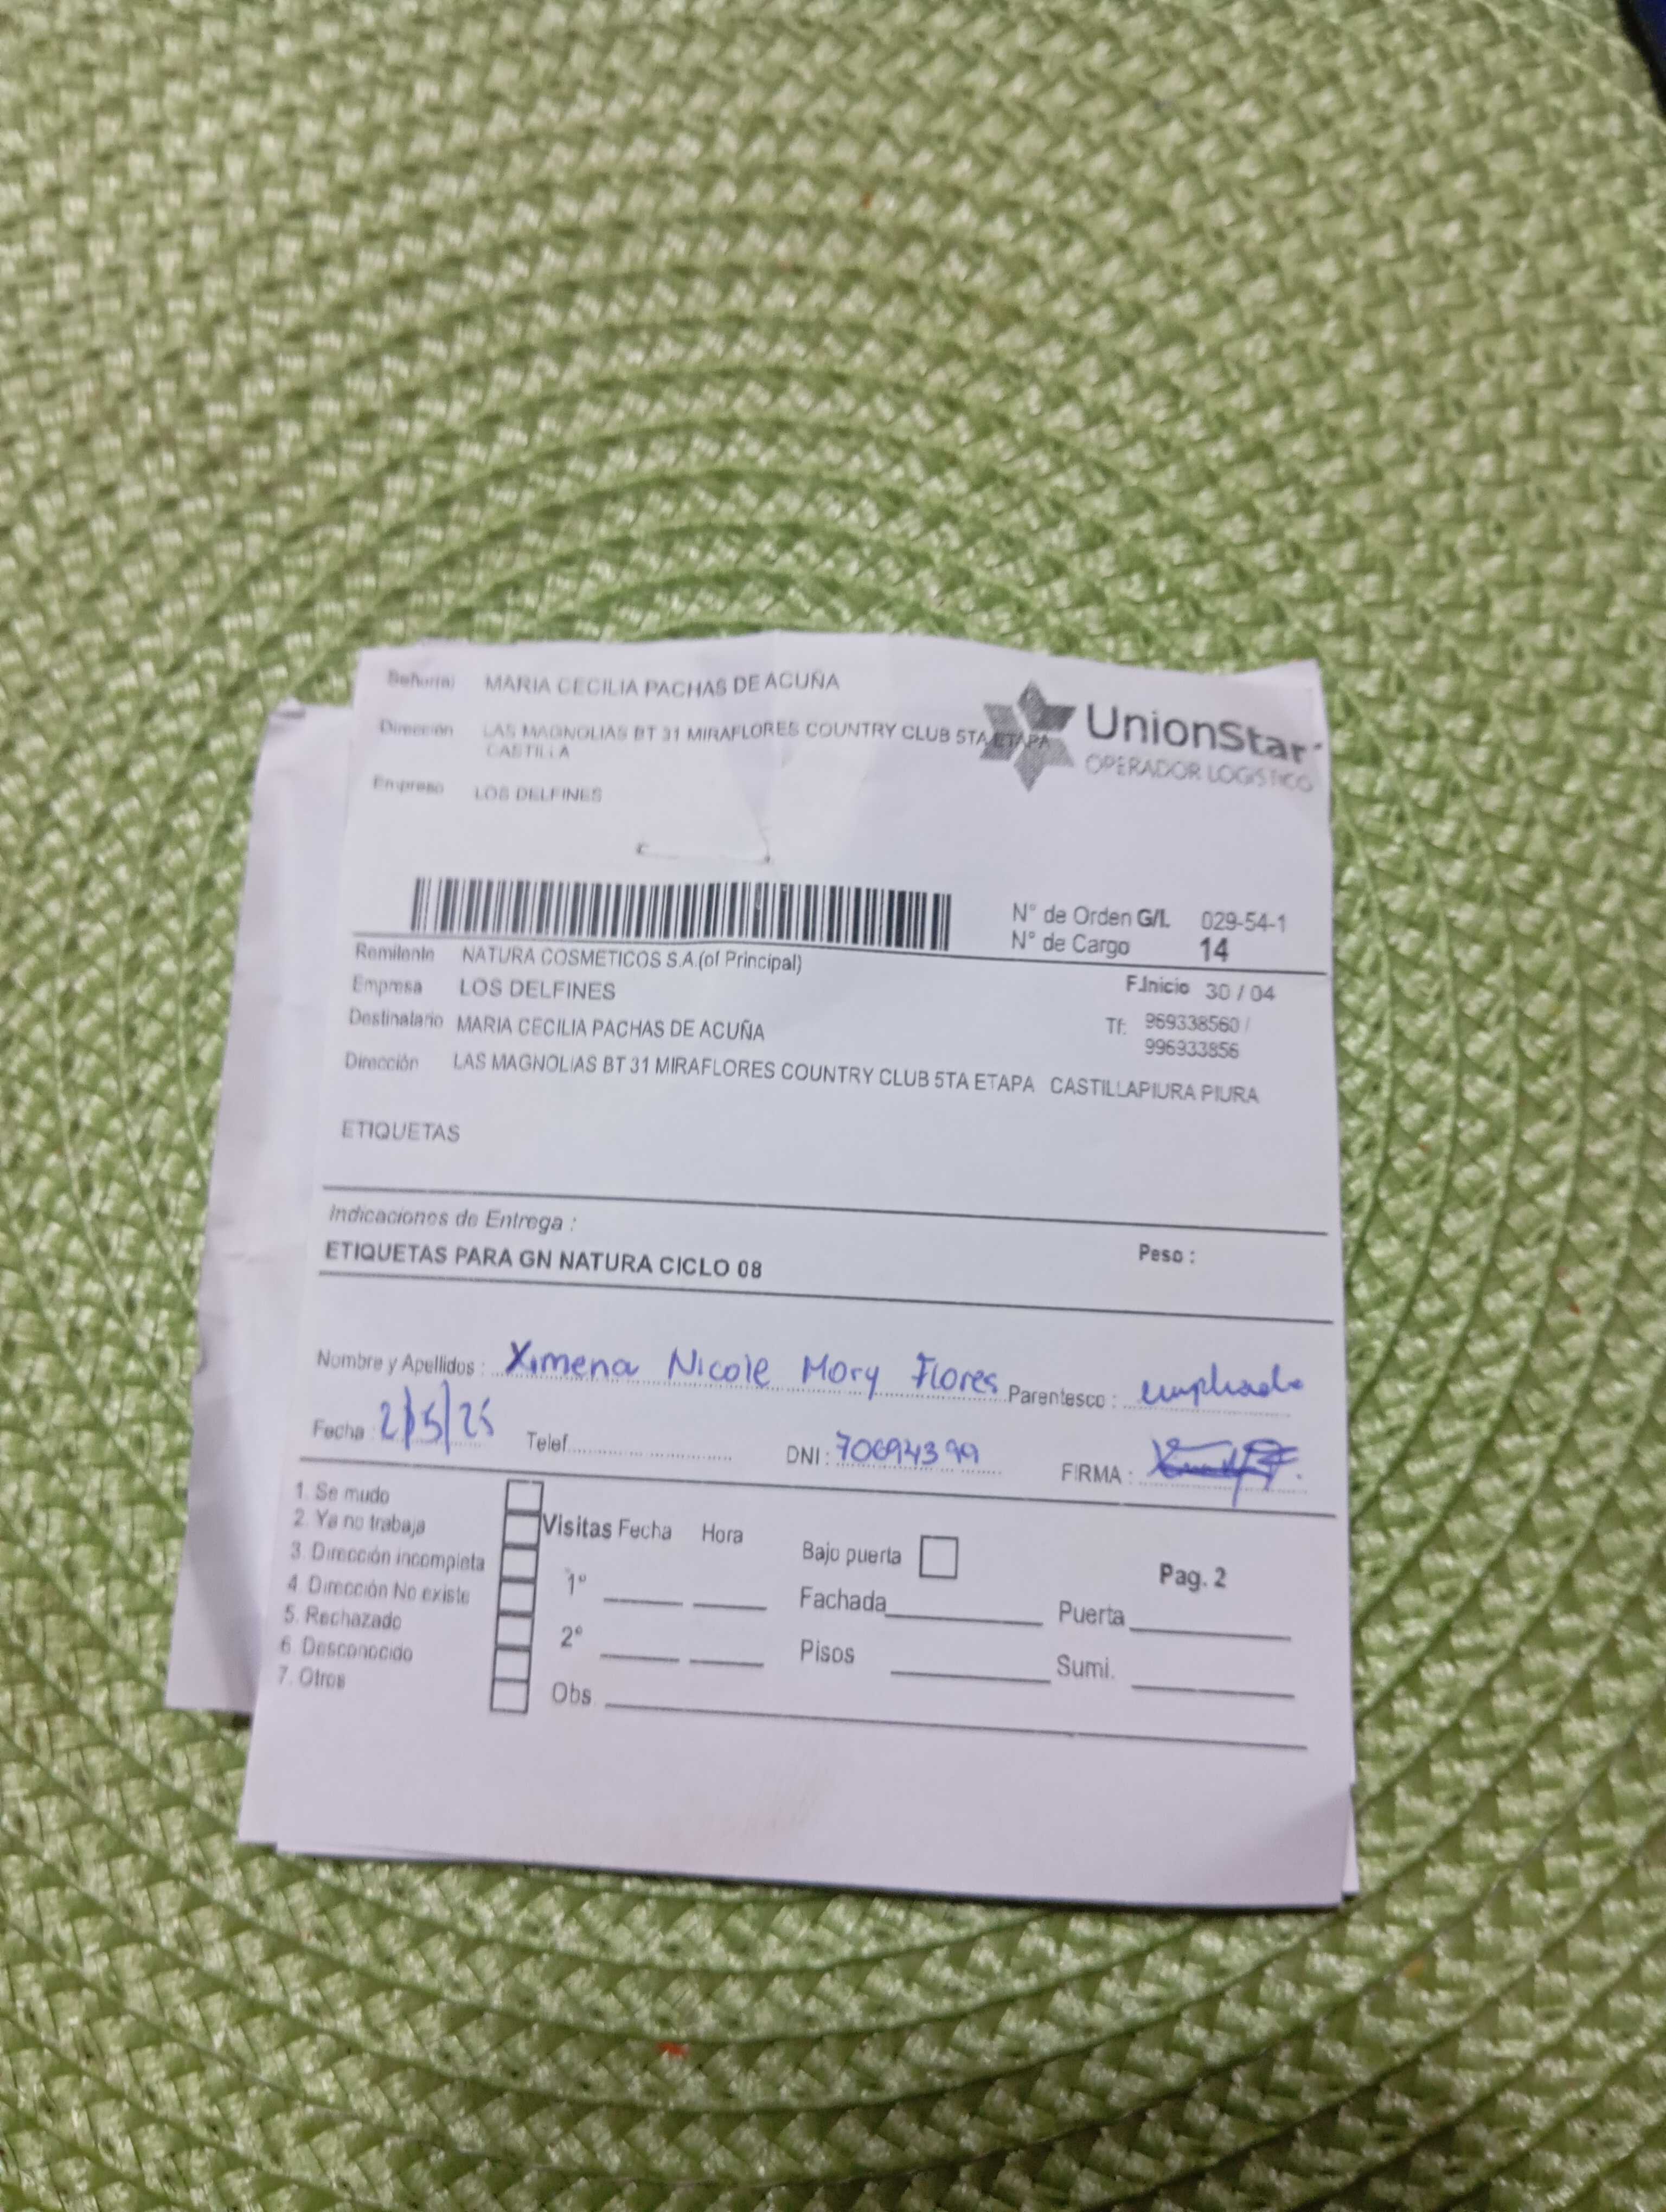 Señor(a) MARIA CECILIA PACHAS DE ACUÑA
Dirección LAS MAGNOLIAS BT 31 MIRAFLORES COUNTRY CLUB 5TA ETAPA
CASTILLA
UnionStar
OPERADOR LOGISTICO
Empresa LOS DELFINES
N° de Orden G/L 029-54-1
N° de Cargo 14
Remitente NATURA COSMETICOS S.A.(of Principal)
Empresa LOS DELFINES
F.Inicio 30 / 04
Destinatario MARIA CECILIA PACHAS DE ACUÑA
Tf: 969338560 /
996933856
Dirección LAS MAGNOLIAS BT 31 MIRAFLORES COUNTRY CLUB 5TA ETAPA CASTILLAPIURA PIURA
ETIQUETAS
Indicaciones de Entrega :
Peso :
ETIQUETAS PARA GN NATURA CICLO 08
Nombre y Apellidos : Ximena Nicole Mory Flores Parentesco : empleada
Fecha : 2/5/25 Telef. DNI : 70694399 FIRMA :
1. Se mudo
2. Ya no trabaja
3. Dirección incompleta
4. Dirección No existe
5. Rechazado
6. Desconocido
7. Otros
Visitas Fecha Hora
1°
2°
Obs.
Bajo puerta
Pag. 2
Fachada Puerta
Pisos Sumi.